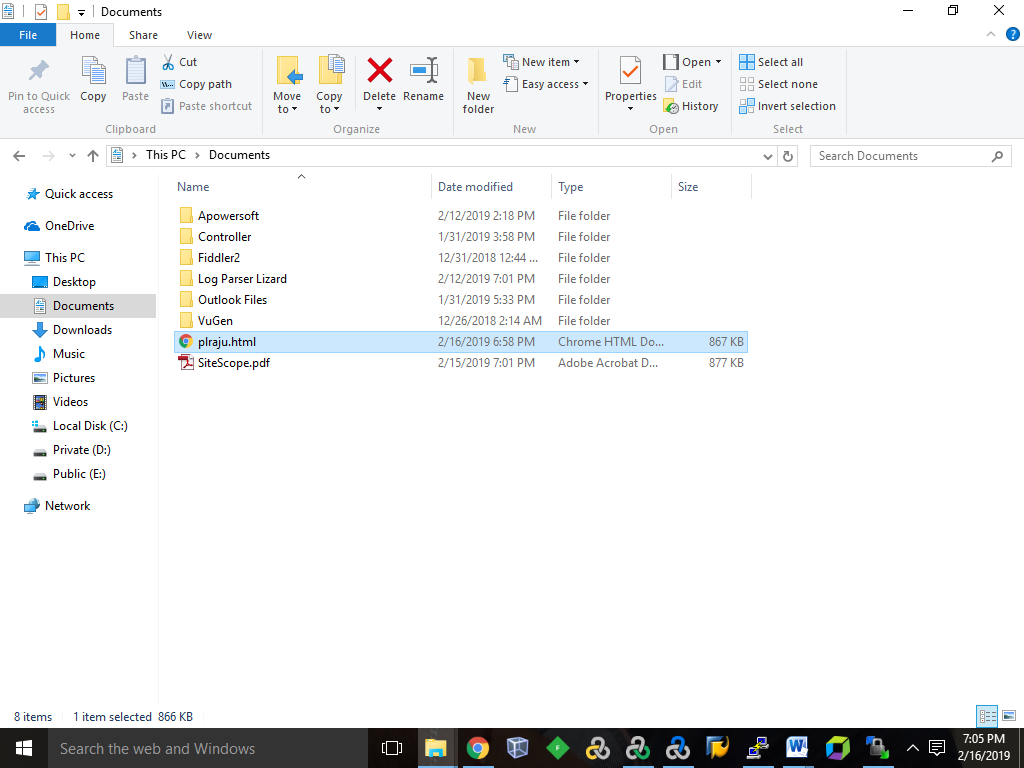 Documents
File Home Share View
Pin to Quick access
Copy
Paste
Cut
Copy path
Paste shortcut
Clipboard
Move to
Copy to
Delete
Rename
Organize
New folder
New item
Easy access
New
Properties
Open
Edit
History
Open
Select all
Select none
Invert selection
Select
This PC > Documents
Search Documents
Quick access
OneDrive
This PC
Desktop
Documents
Downloads
Music
Pictures
Videos
Local Disk (C:)
Private (D:)
Public (E:)
Network
Name Date modified Type Size
Apowersoft 2/12/2019 2:18 PM File folder
Controller 1/31/2019 3:58 PM File folder
Fiddler2 12/31/2018 12:44 ... File folder
Log Parser Lizard 2/12/2019 7:01 PM File folder
Outlook Files 1/31/2019 5:33 PM File folder
VuGen 12/26/2018 2:14 AM File folder
plraju.html 2/16/2019 6:58 PM Chrome HTML Do... 867 KB
SiteScope.pdf 2/15/2019 7:01 PM Adobe Acrobat D... 877 KB
8 items 1 item selected 866 KB
Search the web and Windows
7:05 PM
2/16/2019